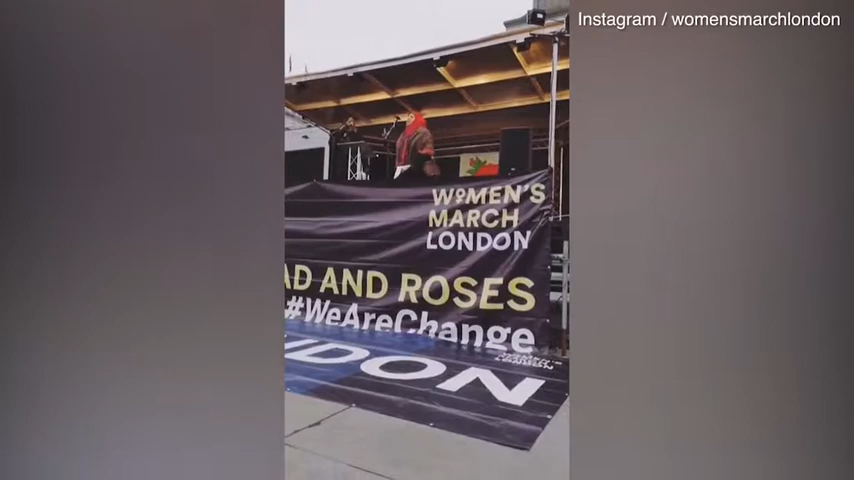 Instagram / womensmarchlondon
WOMEN'S
MARCH
LONDON
AD AND ROSES
#WeAreChange
DON